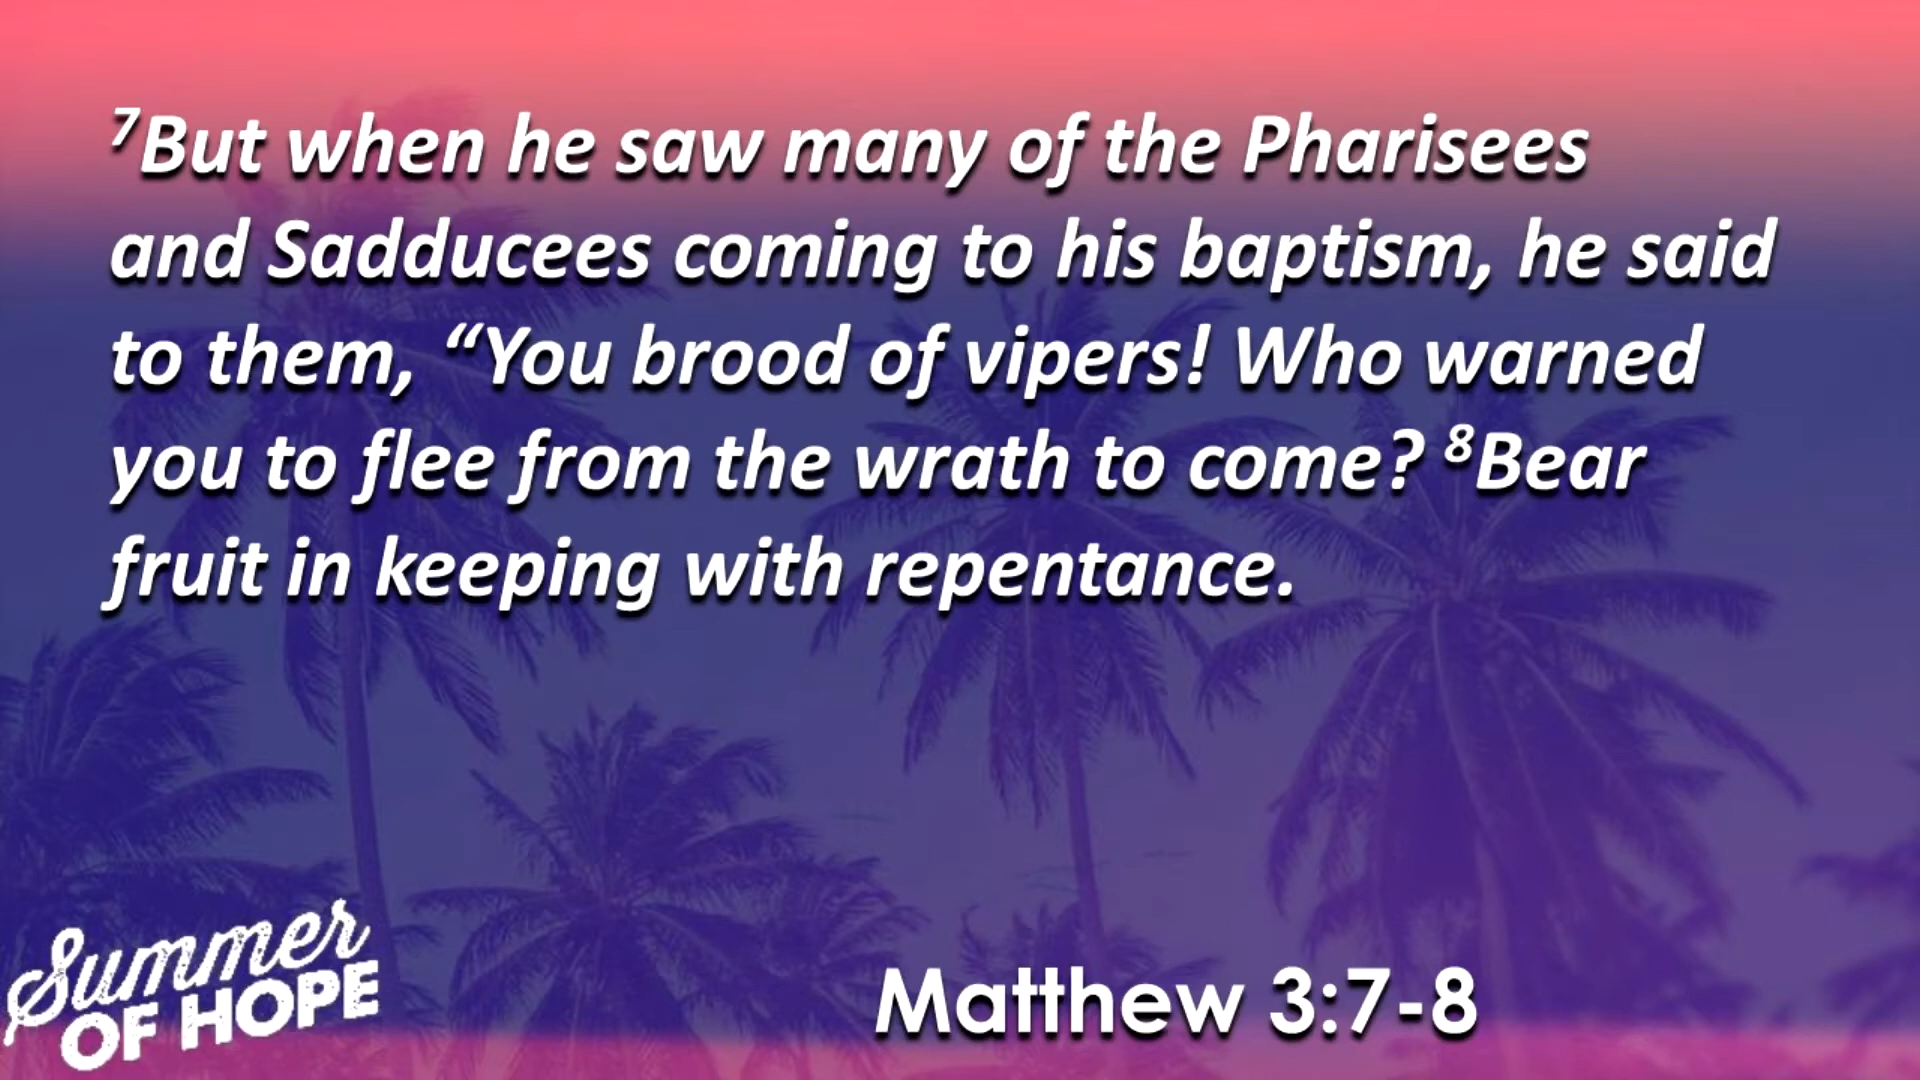 ⁷But when he saw many of the Pharisees
and Sadducees coming to his baptism, he said
to them, “You brood of vipers! Who warned
you to flee from the wrath to come? ⁸Bear
fruit in keeping with repentance.
Summer
OF HOPE
Matthew 3:7-8